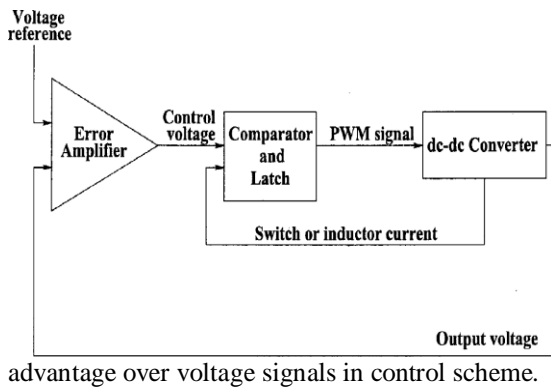 Voltage
reference
Error
Amplifier
Control
voltage
Comparator
and
Latch
PWM signal
dc-dc Converter
Switch or inductor current
Output voltage
advantage over voltage signals in control scheme.